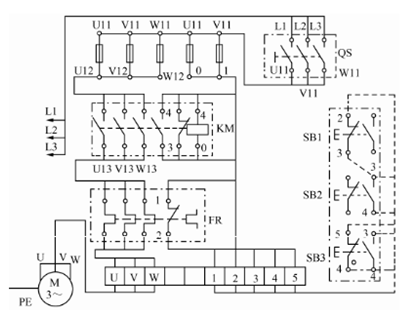 U11 V11 W11 U11 V11
L1 L2 L3
QS
U11 W11
V11
U12 V12 W12 0 1
L1
L2
L3
4 4
KM
3 0
U13 V13 W13
1
FR
2
2
SB1
3 3
SB2
4
5 3
SB3
4 4
U V W
M
3～
PE
U V W 1 2 3 4 5